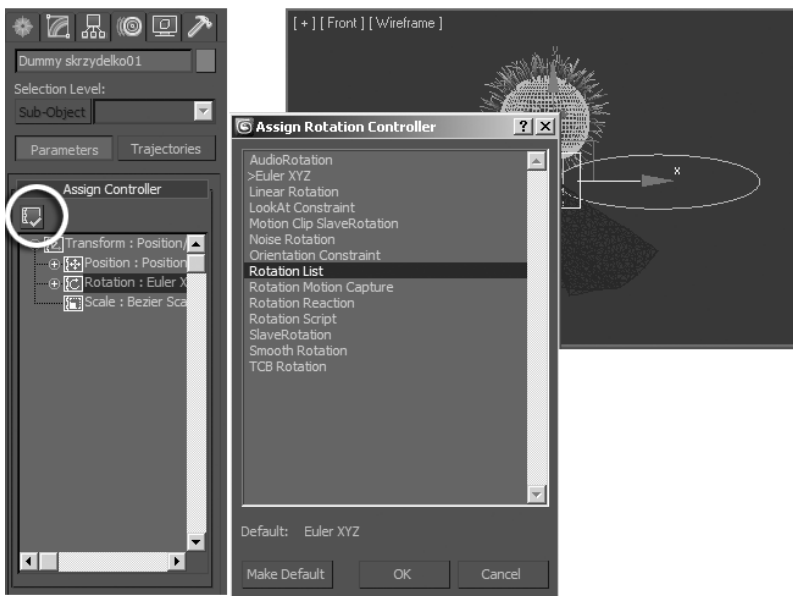 Dummy skrzydelko01
Selection Level:
Sub-Object
Parameters
Trajectories
Assign Controller
Transform : Position/
Position : Position
Rotation : Euler X
Scale : Bezier Sca
Assign Rotation Controller
AudioRotation
>Euler XYZ
Linear Rotation
LookAt Constraint
Motion Clip SlaveRotation
Noise Rotation
Orientation Constraint
Rotation List
Rotation Motion Capture
Rotation Reaction
Rotation Script
SlaveRotation
Smooth Rotation
TCB Rotation
Default: Euler XYZ
Make Default
OK
Cancel
[ + ] [ Front ] [ Wireframe ]
y
x